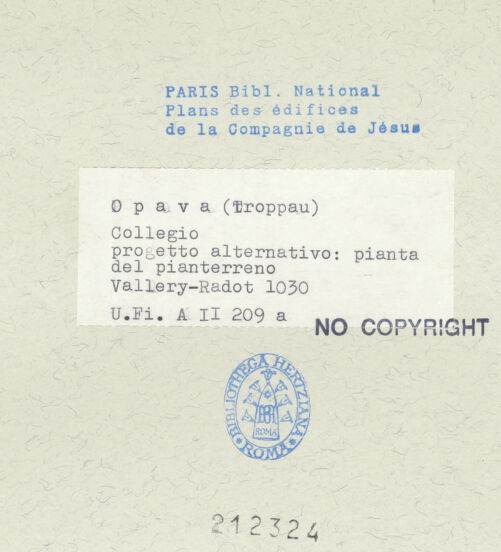 PARIS Bibl. National
Plans des édifices
de la Compagnie de Jésus
O p a v a (Troppau)
Collegio
progetto alternativo: pianta
del pianterreno
Vallery-Radot 1030
U.Fi. A II 209 a
NO COPYRIGHT
BIBLIOTHECA HERTZIANA
BH
ROMA
ROMA
212324